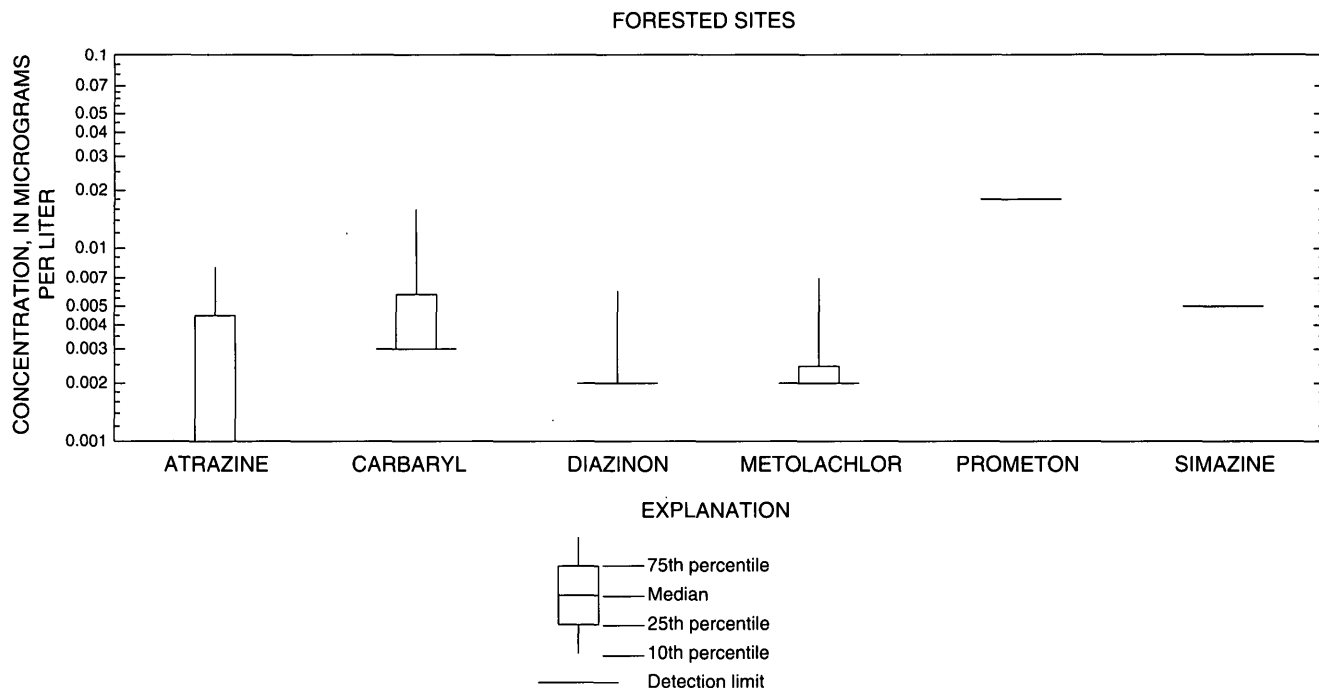 FORESTED SITES
CONCENTRATION, IN MICROGRAMS
PER LITER
0.1
0.07
0.05
0.04
0.03
0.02
0.01
0.007
0.005
0.004
0.003
0.002
0.001
ATRAZINE
CARBARYL
DIAZINON
METOLACHLOR
PROMETON
SIMAZINE
EXPLANATION
75th percentile
Median
25th percentile
10th percentile
Detection limit